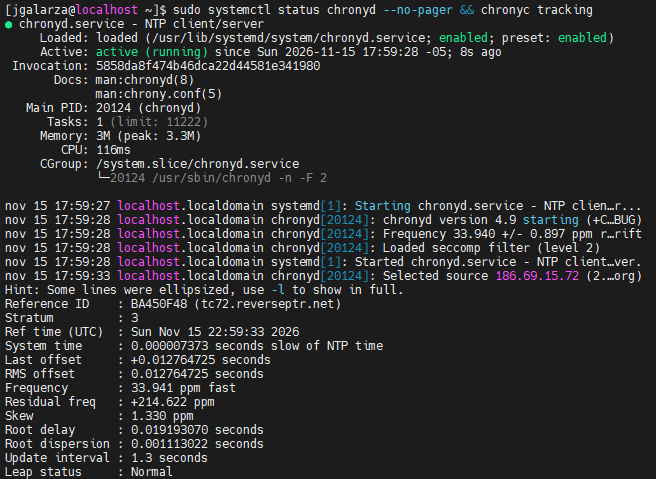 [jgalarza@localhost ~]$ sudo systemctl status chronyd --no-pager && chronyc tracking
● chronyd.service - NTP client/server
Loaded: loaded (/usr/lib/systemd/system/chronyd.service; enabled; preset: enabled)
Active: active (running) since Sun 2026-11-15 17:59:28 -05; 8s ago
Invocation: 5858da8f474b46dca22d44581e341980
Docs: man:chronyd(8)
man:chrony.conf(5)
Main PID: 20124 (chronyd)
Tasks: 1 (limit: 11222)
Memory: 3M (peak: 3.3M)
CPU: 116ms
CGroup: /system.slice/chronyd.service
└─20124 /usr/sbin/chronyd -n -F 2

nov 15 17:59:27 localhost.localdomain systemd[1]: Starting chronyd.service - NTP clien…r...
nov 15 17:59:28 localhost.localdomain chronyd[20124]: chronyd version 4.9 starting (+C…BUG)
nov 15 17:59:28 localhost.localdomain chronyd[20124]: Frequency 33.940 +/- 0.897 ppm r…rift
nov 15 17:59:28 localhost.localdomain chronyd[20124]: Loaded seccomp filter (level 2)
nov 15 17:59:28 localhost.localdomain systemd[1]: Started chronyd.service - NTP client…ver.
nov 15 17:59:33 localhost.localdomain chronyd[20124]: Selected source 186.69.15.72 (2.…org)
Hint: Some lines were ellipsized, use -l to show in full.
Reference ID    : BA450F48 (tc72.reverseptr.net)
Stratum         : 3
Ref time (UTC)  : Sun Nov 15 22:59:33 2026
System time     : 0.000007373 seconds slow of NTP time
Last offset     : +0.012764725 seconds
RMS offset      : 0.012764725 seconds
Frequency       : 33.941 ppm fast
Residual freq   : +214.622 ppm
Skew            : 1.330 ppm
Root delay      : 0.019193070 seconds
Root dispersion : 0.001113022 seconds
Update interval : 1.3 seconds
Leap status     : Normal